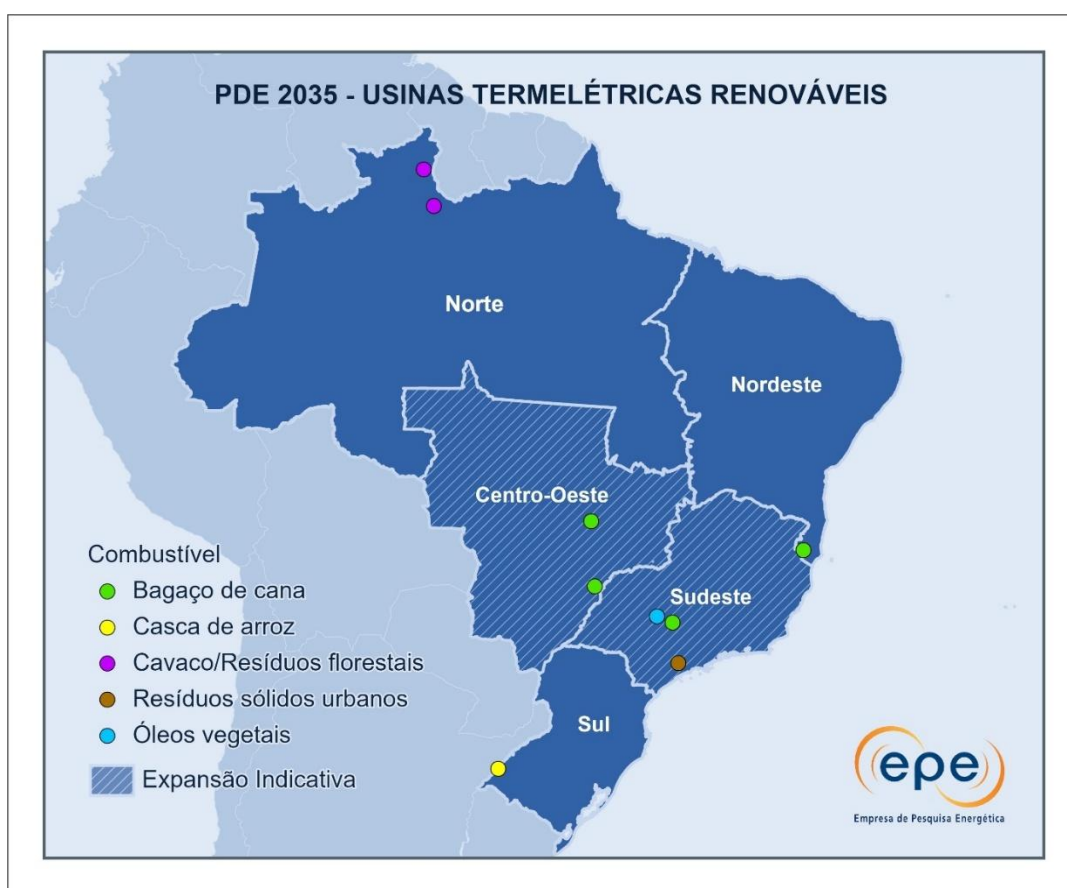 PDE 2035 - USINAS TERMELÉTRICAS RENOVÁVEIS
Norte
Nordeste
Centro-Oeste
Sudeste
Sul
Combustível
Bagaço de cana
Casca de arroz
Cavaco/Resíduos florestais
Resíduos sólidos urbanos
Óleos vegetais
Expansão Indicativa
epe
Empresa de Pesquisa Energética